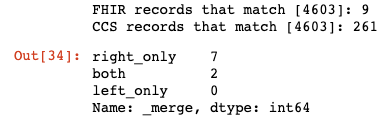 FHIR records that match [4603]: 9
CCS records that match [4603]: 261
Out[34]: right_only 7
both 2
left_only 0
Name: _merge, dtype: int64